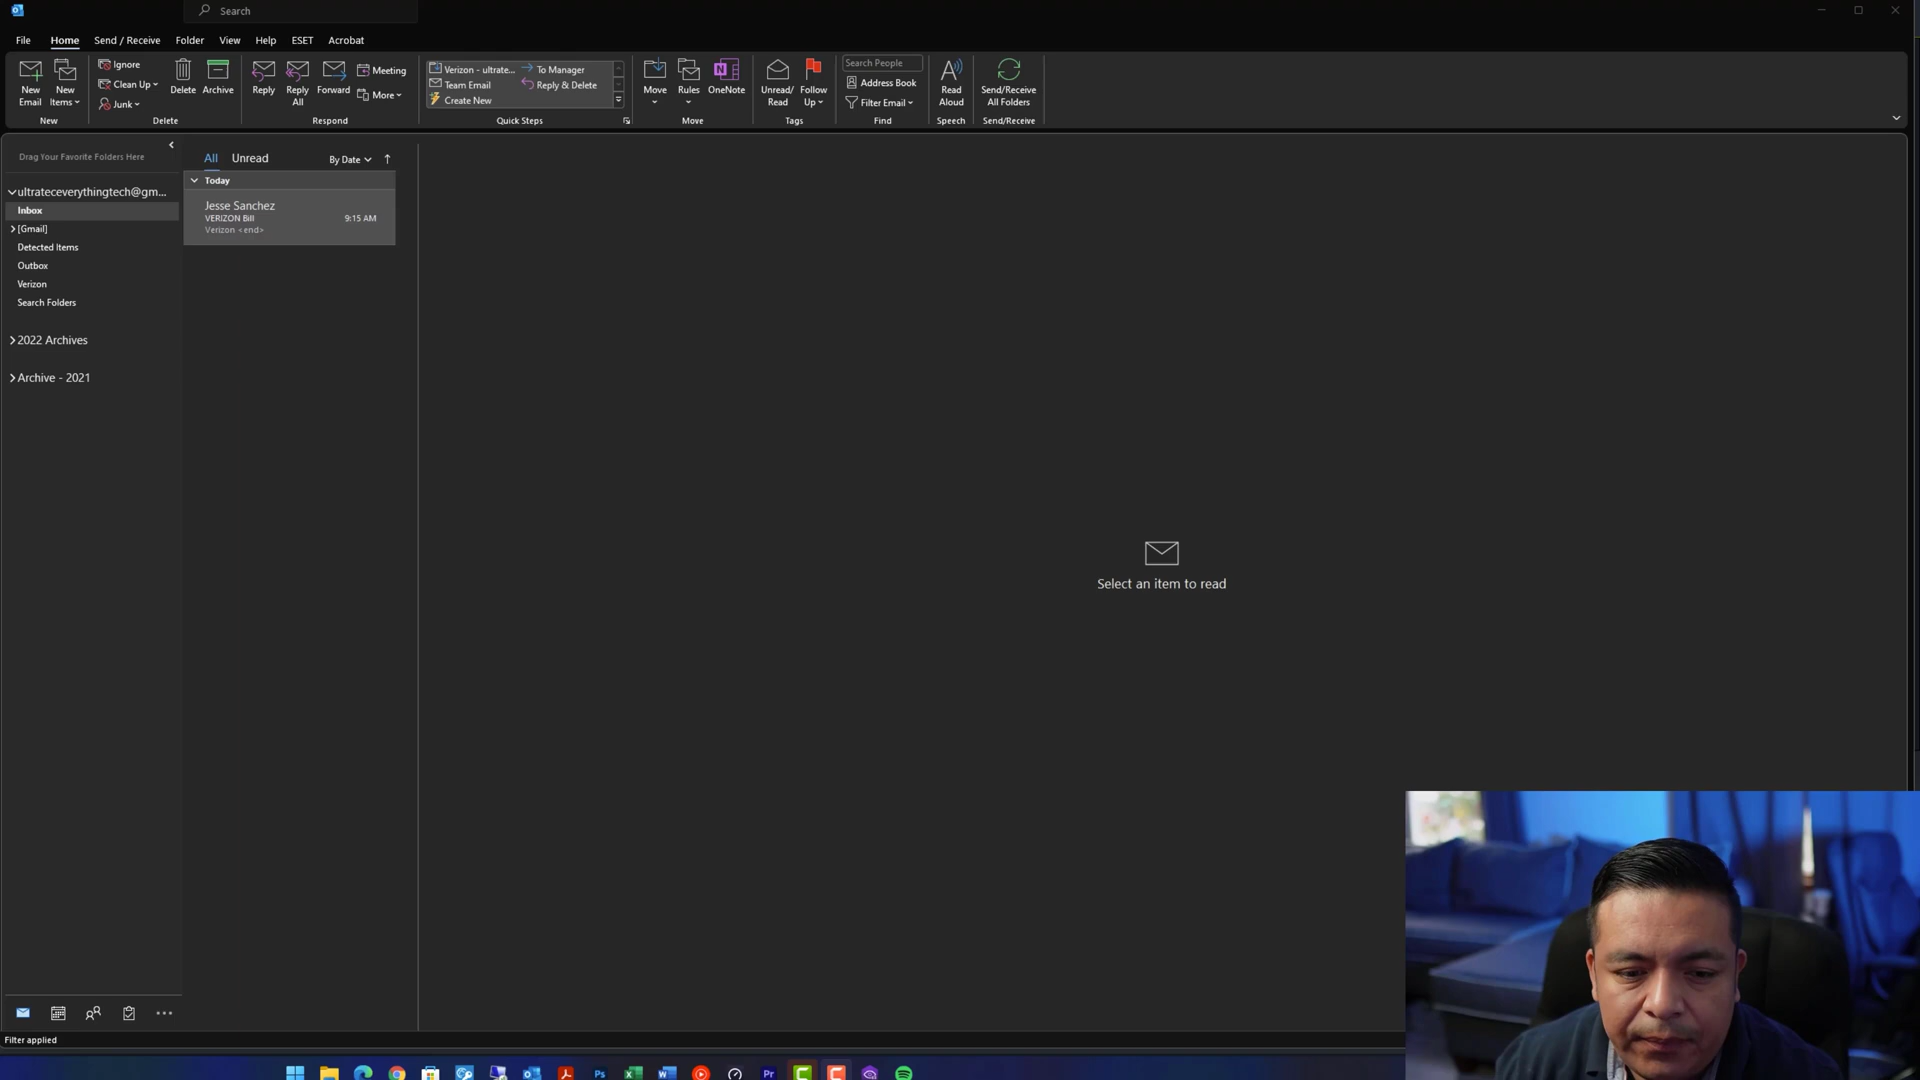 Search
File Home Send / Receive Folder View Help ESET Acrobat
New Email
New Items
Ignore
Clean Up
Junk
Delete
Archive
Reply
Reply All
Forward
Meeting
More
Verizon - ultrate...
To Manager
Team Email
Reply & Delete
Create New
Move
Rules
OneNote
Unread/ Read
Follow Up
Search People
Address Book
Filter Email
Read Aloud
Send/Receive All Folders
New Delete Respond Quick Steps Move Tags Find Speech Send/Receive
Drag Your Favorite Folders Here
ultrateceverythingtech@gm...
Inbox
[Gmail]
Detected Items
Outbox
Verizon
Search Folders
2022 Archives
Archive - 2021
All Unread By Date
Today
Jesse Sanchez
VERIZON Bill 9:15 AM
Verizon <end>
Select an item to read
Filter applied
Ps
Pr